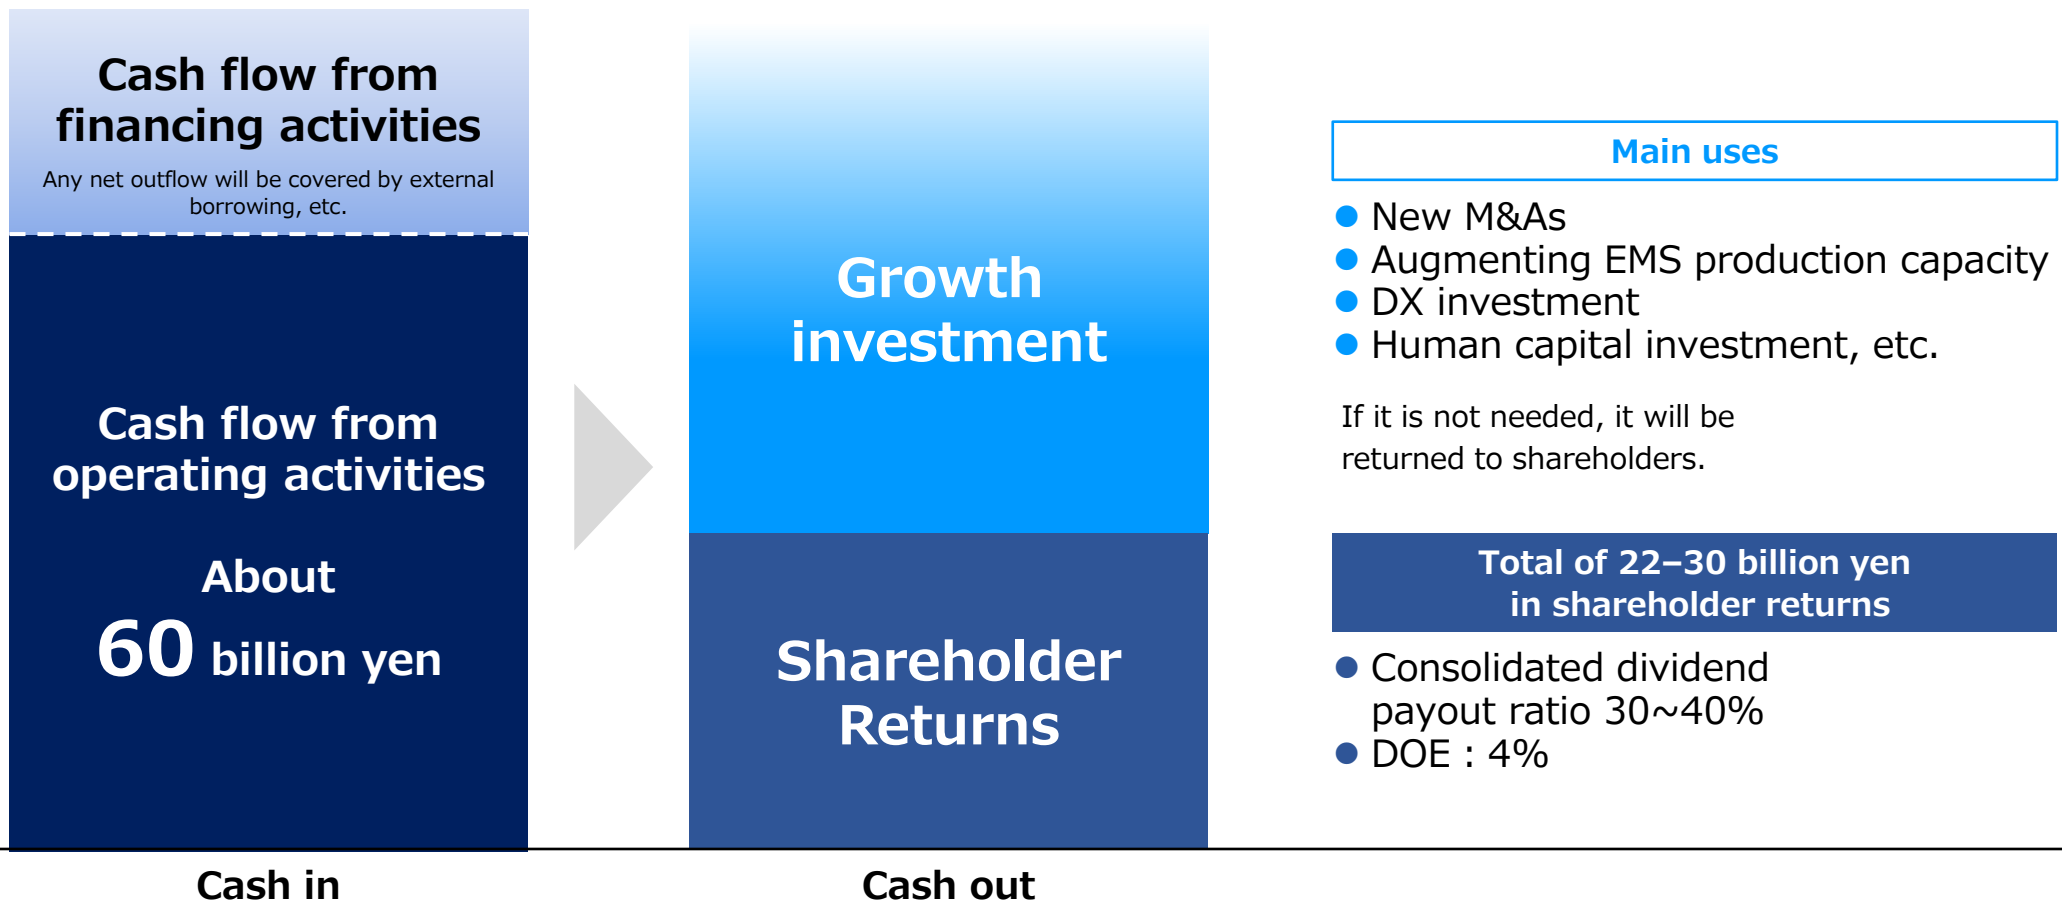 Cash flow from
financing activities
Any net outflow will be covered by external
borrowing, etc.
Cash flow from
operating activities
About
60 billion yen
Cash in
Growth
investment
Shareholder
Returns
Cash out
Main uses
● New M&As
● Augmenting EMS production capacity
● DX investment
● Human capital investment, etc.
If it is not needed, it will be
returned to shareholders.
Total of 22–30 billion yen
in shareholder returns
● Consolidated dividend
payout ratio 30~40%
● DOE : 4%